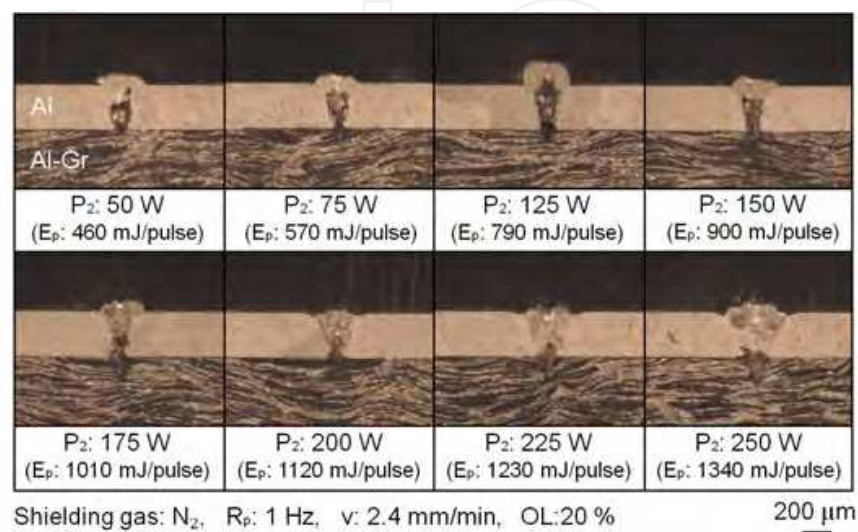 Al
Al-Gr
P₂: 50 W
(Eₚ: 460 mJ/pulse)
P₂: 75 W
(Eₚ: 570 mJ/pulse)
P₂: 125 W
(Eₚ: 790 mJ/pulse)
P₂: 150 W
(Eₚ: 900 mJ/pulse)
P₂: 175 W
(Eₚ: 1010 mJ/pulse)
P₂: 200 W
(Eₚ: 1120 mJ/pulse)
P₂: 225 W
(Eₚ: 1230 mJ/pulse)
P₂: 250 W
(Eₚ: 1340 mJ/pulse)
Shielding gas: N₂, Rₚ: 1 Hz, v: 2.4 mm/min, OL:20 %
200 μm